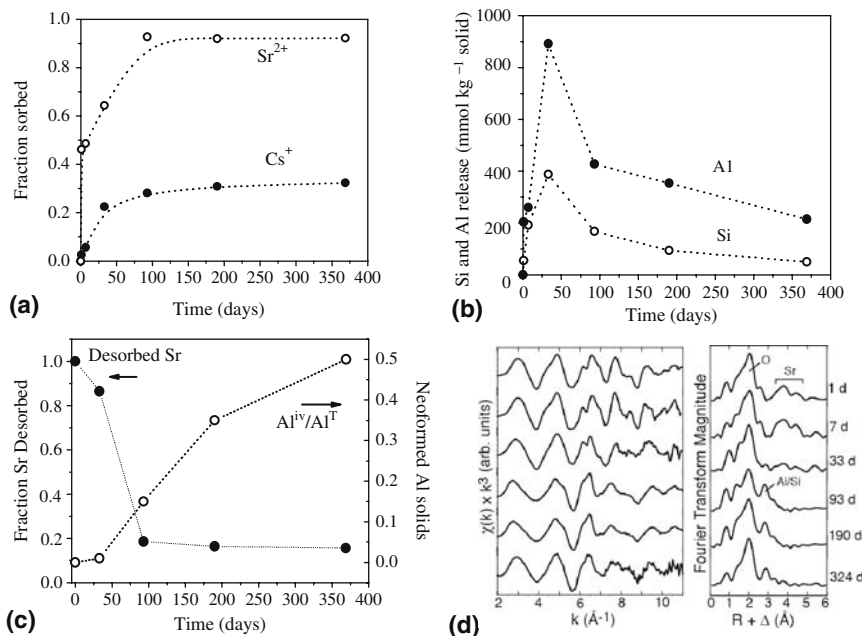 1.0
0.8
0.6
0.4
0.2
0.0
Fraction sorbed
Sr²⁺
Cs⁺
0 50 100 150 200 250 300 350 400
Time (days)
(a)
1000
800
600
400
200
0
Si and Al release (mmol kg⁻¹ solid)
Al
Si
0 50 100 150 200 250 300 350 400
Time (days)
(b)
1.0
0.8
0.6
0.4
0.2
0.0
Fraction Sr Desorbed
Desorbed Sr
Alⁱᵛ/Alᵀ
0.5
0.4
0.3
0.2
0.1
0.0
Neoformed Al solids
0 50 100 150 200 250 300 350 400
Time (days)
(c)
χ(k) x k³ (arb. units)
2 4 6 8 10
k (Å⁻¹)
Fourier Transform Magnitude
O
Sr
Al/Si
1 d
7 d
33 d
93 d
190 d
324 d
0 1 2 3 4 5 6
R + Δ (Å)
(d)